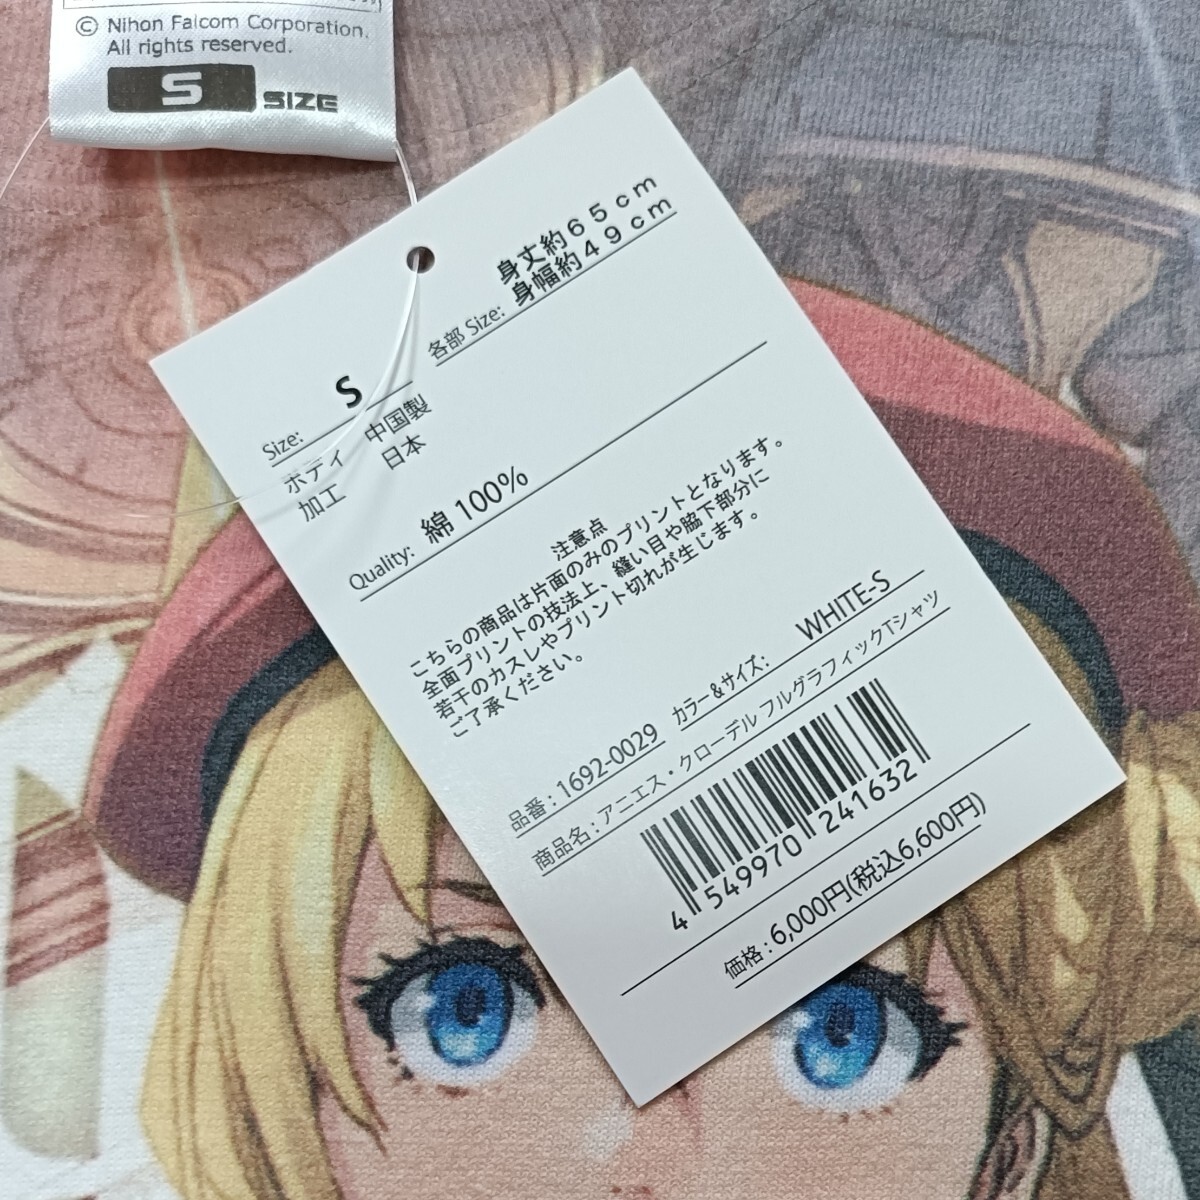 © Nihon Falcom Corporation.
All rights reserved.
S SIZE
Size: S
各部 Size: 身丈約65cm
身幅約49cm
ボディ 中国製
加工 日本
Quality: 綿 100%
注意点
こちらの商品は片面のみのプリントとなります。
全面プリントの技法上、縫い目や脇下部分に
若干のカスレやプリント切れが生じます。
ご了承ください。
品番 : 1692-0029 カラー&サイズ: WHITE-S
商品名 : アニエス・クローデル フルグラフィックTシャツ
4 549970 241632
価格 : 6,000円(税込6,600円)